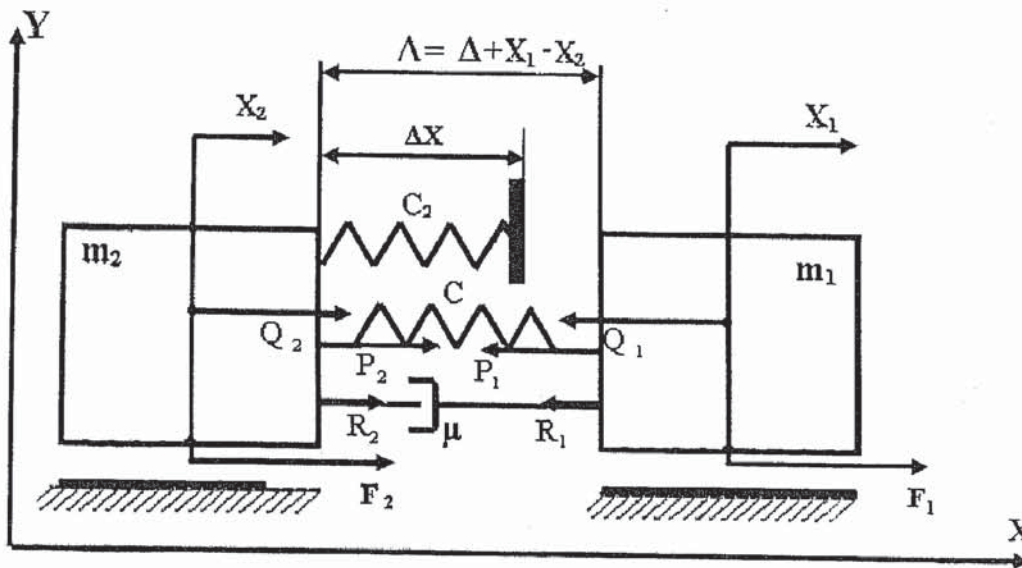 Y
Λ = Δ+X₁-X₂
X₂
X₁
ΔX
C₂
m₂
m₁
C
Q₂
Q₁
P₂
P₁
R₂
μ
R₁
F₂
F₁
X